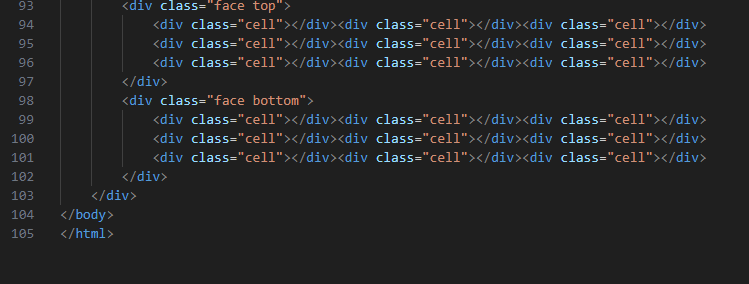 93 <div class="face top">
94 <div class="cell"></div><div class="cell"></div><div class="cell"></div>
95 <div class="cell"></div><div class="cell"></div><div class="cell"></div>
96 <div class="cell"></div><div class="cell"></div><div class="cell"></div>
97 </div>
98 <div class="face bottom">
99 <div class="cell"></div><div class="cell"></div><div class="cell"></div>
100 <div class="cell"></div><div class="cell"></div><div class="cell"></div>
101 <div class="cell"></div><div class="cell"></div><div class="cell"></div>
102 </div>
103 </div>
104 </body>
105 </html>